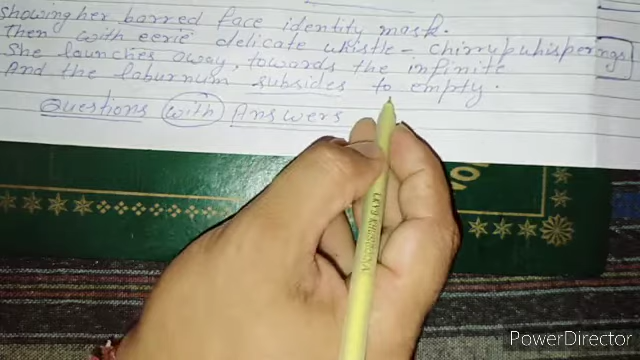 showing her barred face identity mask.
Then with eerie delicate whistle - chirrup whisperings
She launches away, towards the infinite
And the laburnum subsides to empty.
Questions with Answers
PowerDirector